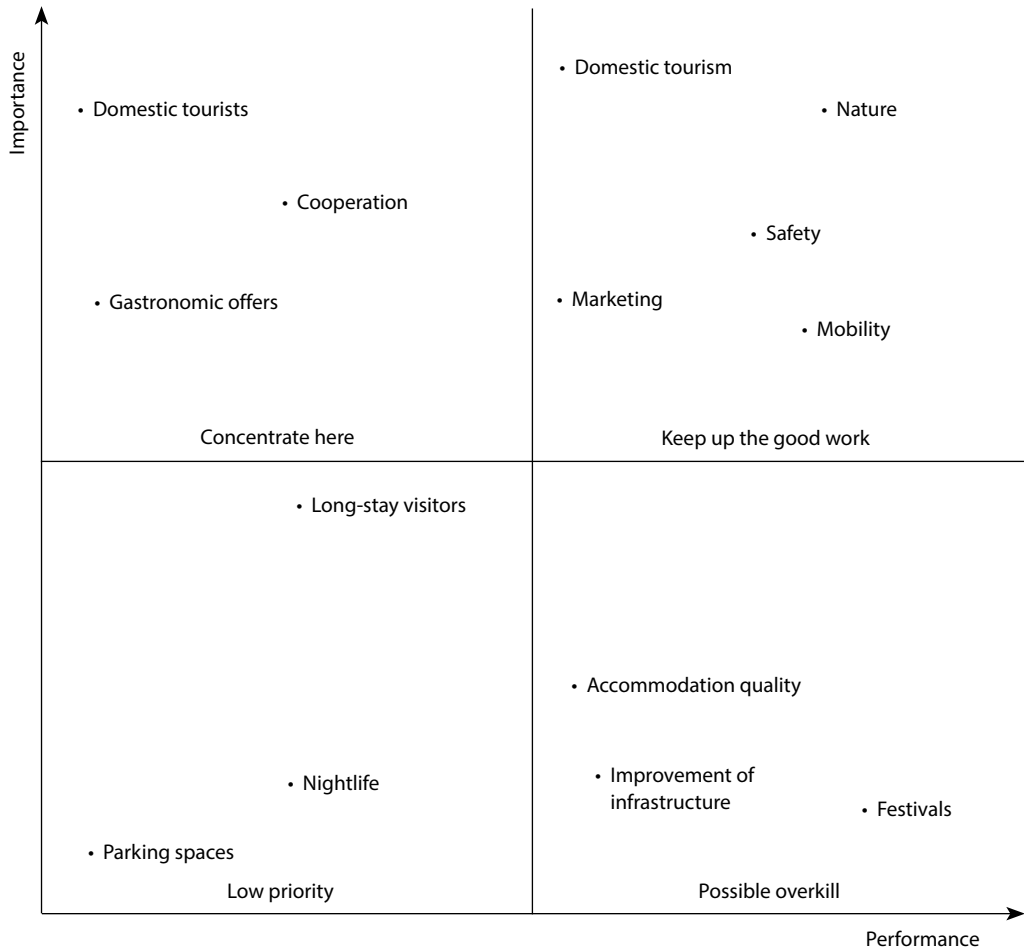 Importance
Domestic tourism
Domestic tourists
Nature
Cooperation
Safety
Gastronomic offers
Marketing
Mobility
Concentrate here
Keep up the good work
Long-stay visitors
Accommodation quality
Improvement of
infrastructure
Nightlife
Festivals
Parking spaces
Low priority
Possible overkill
Performance